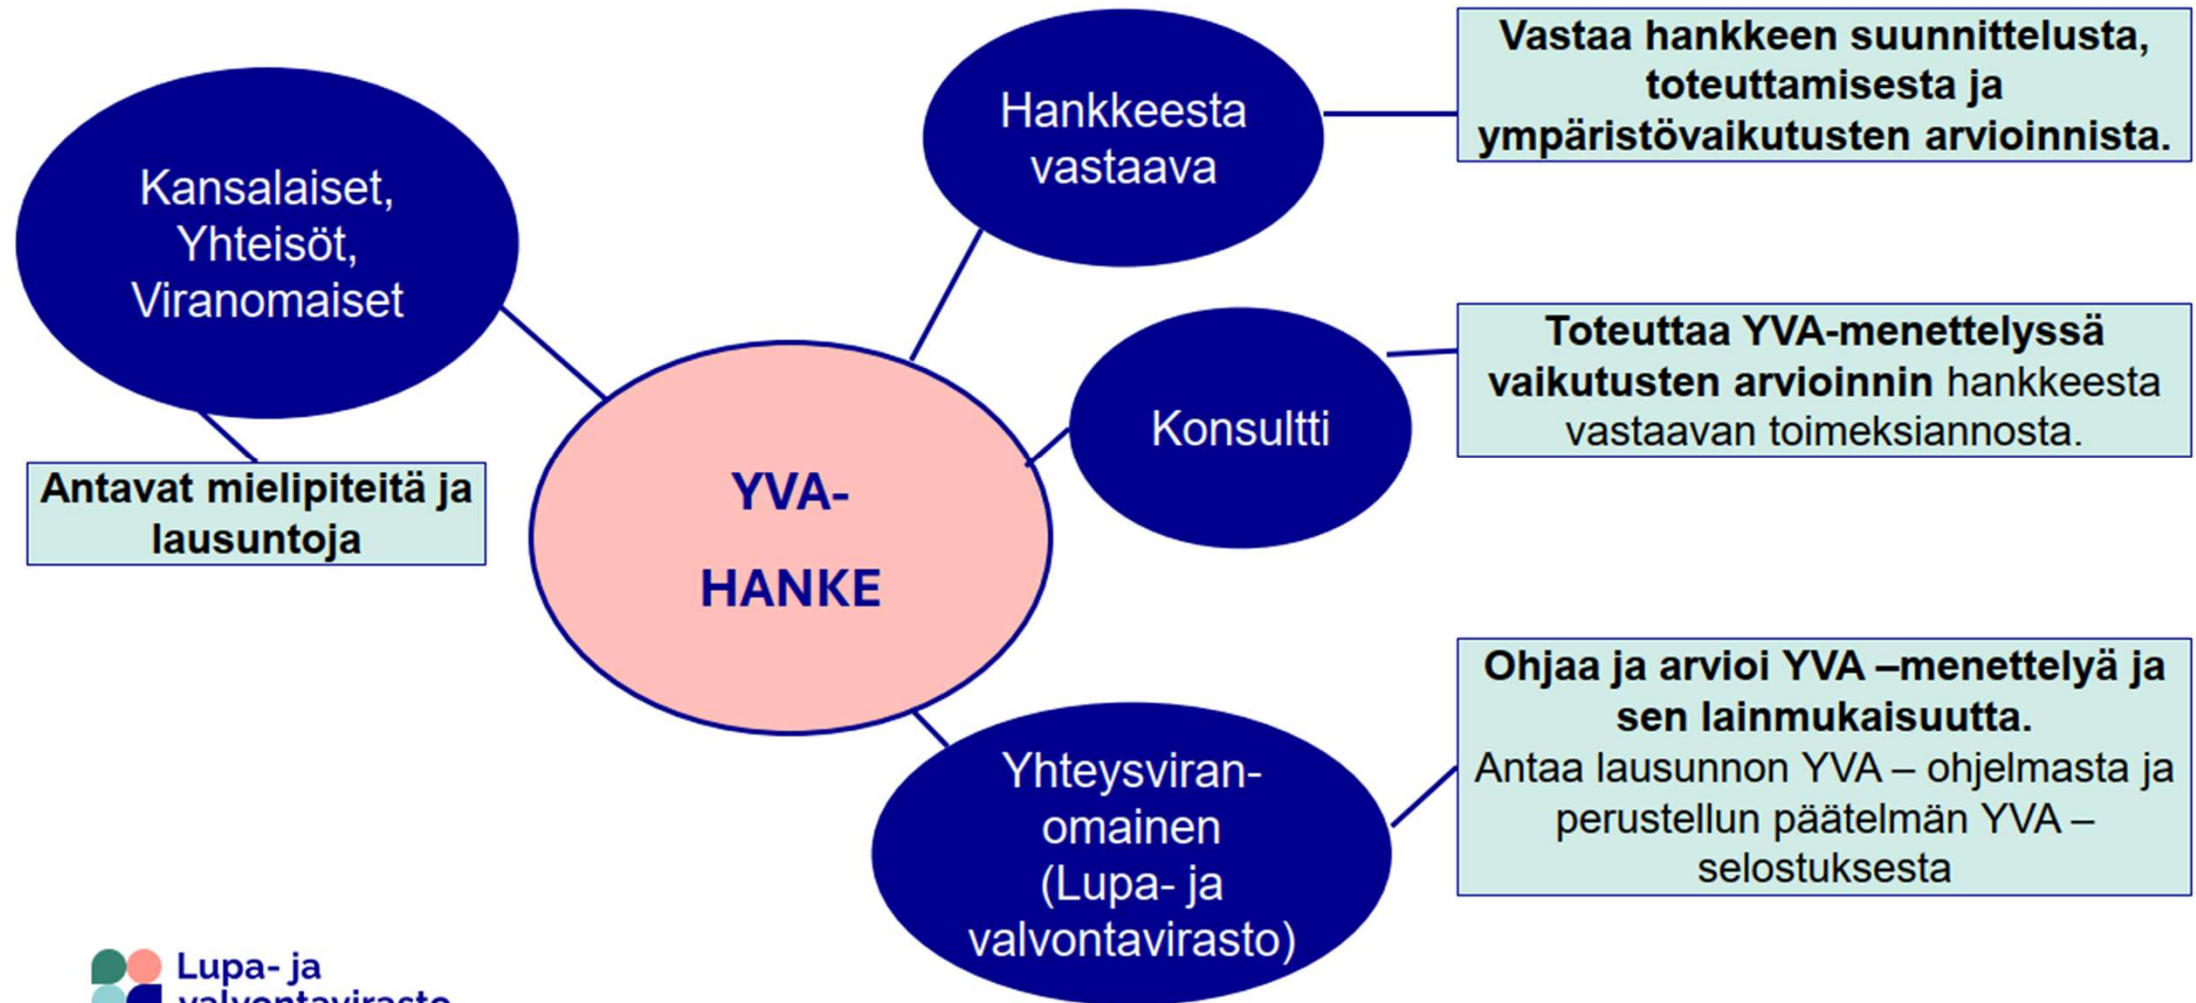 Kansalaiset,
Yhteisöt,
Viranomaiset
Antavat mielipiteitä ja
lausuntoja
YVA-
HANKE
Hankkeesta
vastaava
Vastaa hankkeen suunnittelusta,
toteuttamisesta ja
ympäristövaikutusten arvioinnista.
Konsultti
Toteuttaa YVA-menettelyssä
vaikutusten arvioinnin hankkeesta
vastaavan toimeksiannosta.
Yhteysviran-
omainen
(Lupa- ja
valvontavirasto)
Ohjaa ja arvioi YVA –menettelyä ja
sen lainmukaisuutta.
Antaa lausunnon YVA – ohjelmasta ja
perustellun päätelmän YVA –
selostuksesta
Lupa- ja
valvontavirasto